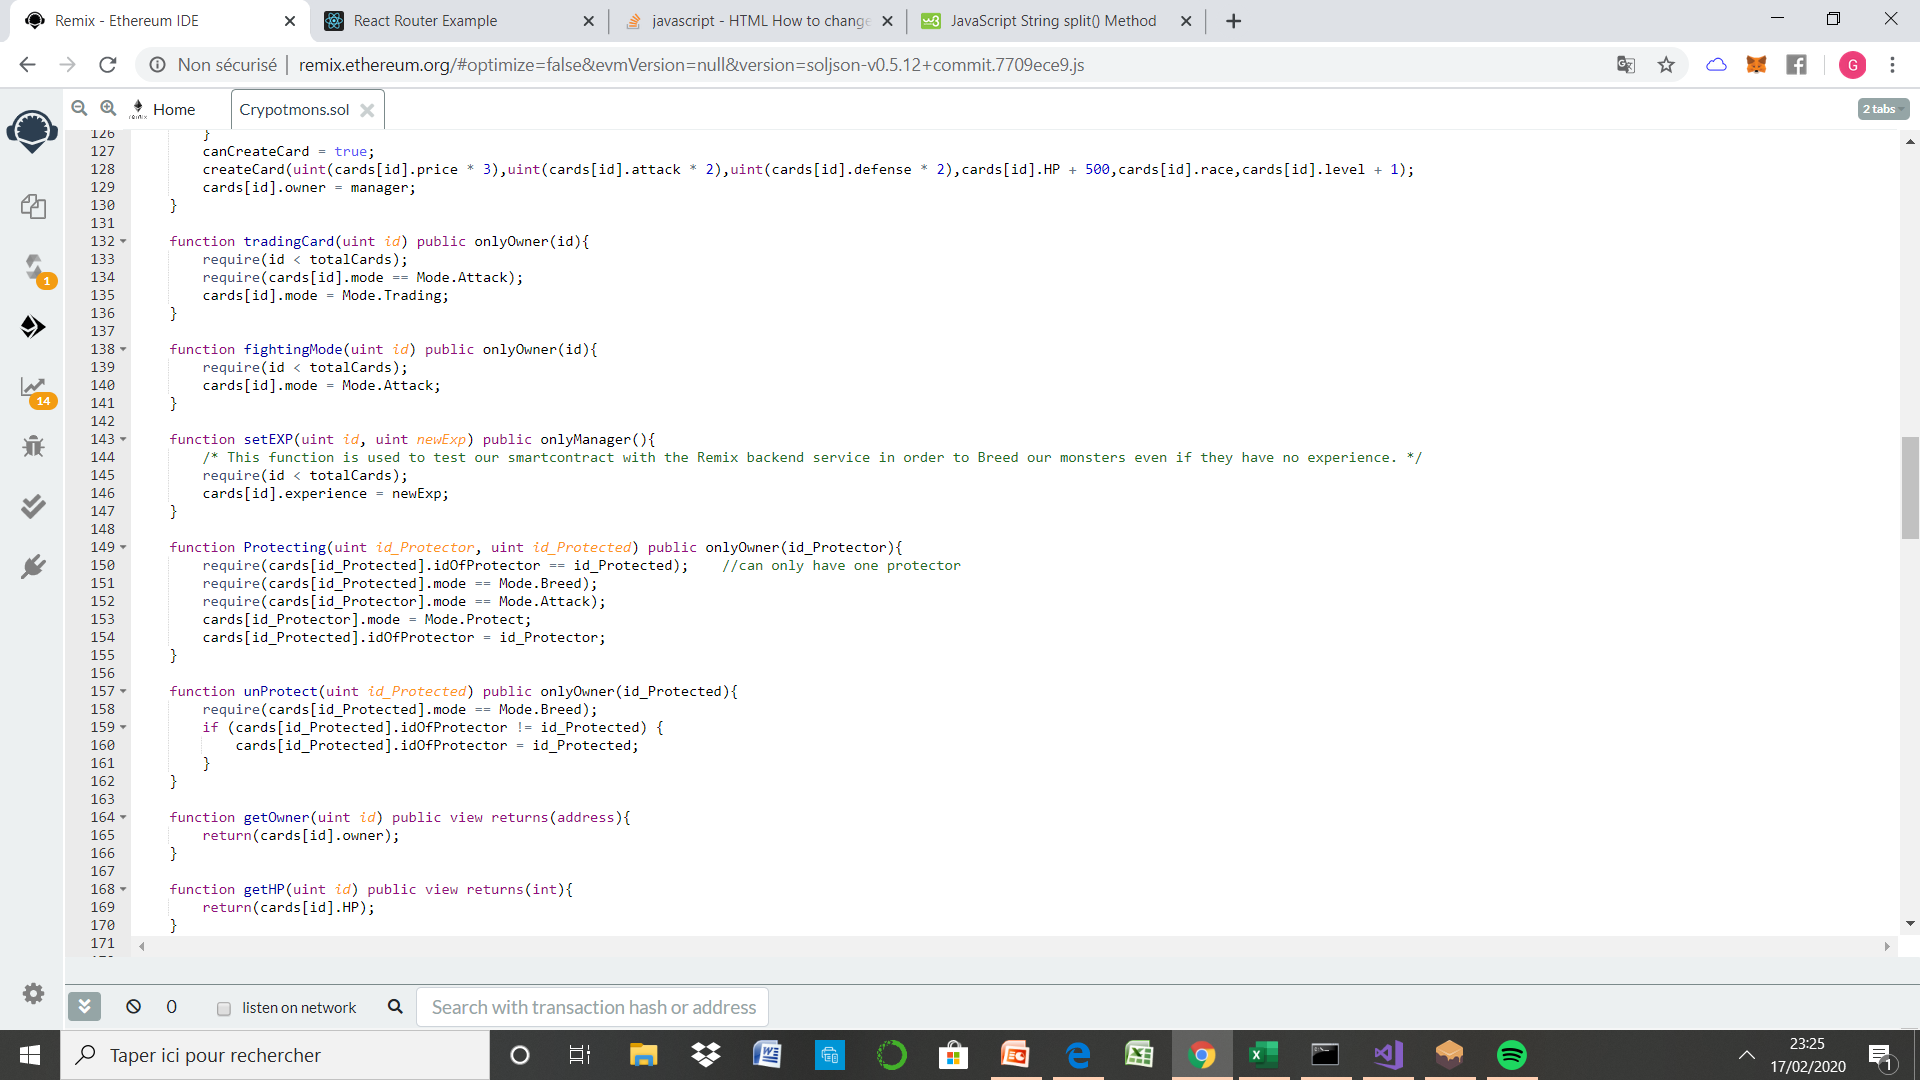 Remix - Ethereum IDE
React Router Example
javascript - HTML How to change
JavaScript String split() Method
Non sécurisé | remix.ethereum.org/#optimize=false&evmVersion=null&version=soljson-v0.5.12+commit.7709ece9.js
G
Home
Crypotmons.sol
2 tabs
126 }
127 canCreateCard = true;
128 createCard(uint(cards[id].price * 3),uint(cards[id].attack * 2),uint(cards[id].defense * 2),cards[id].HP + 500,cards[id].race,cards[id].level + 1);
129 cards[id].owner = manager;
130 }
131
132 function tradingCard(uint id) public onlyOwner(id){
133 require(id < totalCards);
134 require(cards[id].mode == Mode.Attack);
135 cards[id].mode = Mode.Trading;
136 }
137
138 function fightingMode(uint id) public onlyOwner(id){
139 require(id < totalCards);
140 cards[id].mode = Mode.Attack;
141 }
142
143 function setEXP(uint id, uint newExp) public onlyManager(){
144 /* This function is used to test our smartcontract with the Remix backend service in order to Breed our monsters even if they have no experience. */
145 require(id < totalCards);
146 cards[id].experience = newExp;
147 }
148
149 function Protecting(uint id_Protector, uint id_Protected) public onlyOwner(id_Protector){
150 require(cards[id_Protected].idOfProtector == id_Protected); //can only have one protector
151 require(cards[id_Protected].mode == Mode.Breed);
152 require(cards[id_Protector].mode == Mode.Attack);
153 cards[id_Protector].mode = Mode.Protect;
154 cards[id_Protected].idOfProtector = id_Protector;
155 }
156
157 function unProtect(uint id_Protected) public onlyOwner(id_Protected){
158 require(cards[id_Protected].mode == Mode.Breed);
159 if (cards[id_Protected].idOfProtector != id_Protected) {
160 cards[id_Protected].idOfProtector = id_Protected;
161 }
162 }
163
164 function getOwner(uint id) public view returns(address){
165 return(cards[id].owner);
166 }
167
168 function getHP(uint id) public view returns(int){
169 return(cards[id].HP);
170 }
171
1
14
0
listen on network
Search with transaction hash or address
Taper ici pour rechercher
23:25
17/02/2020
1